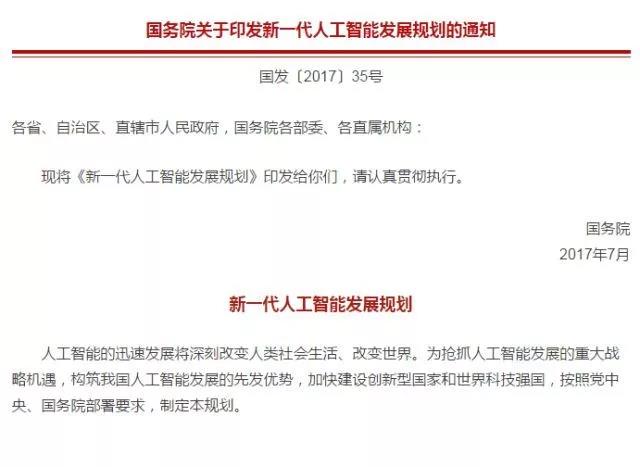 国务院关于印发新一代人工智能发展规划的通知
国发〔2017〕35号
各省、自治区、直辖市人民政府，国务院各部委、各直属机构：
现将《新一代人工智能发展规划》印发给你们，请认真贯彻执行。
国务院
2017年7月
新一代人工智能发展规划
人工智能的迅速发展将深刻改变人类社会生活、改变世界。为抢抓人工智能发展的重大战
略机遇，构筑我国人工智能发展的先发优势，加快建设创新型国家和世界科技强国，按照党中
央、国务院部署要求，制定本规划。